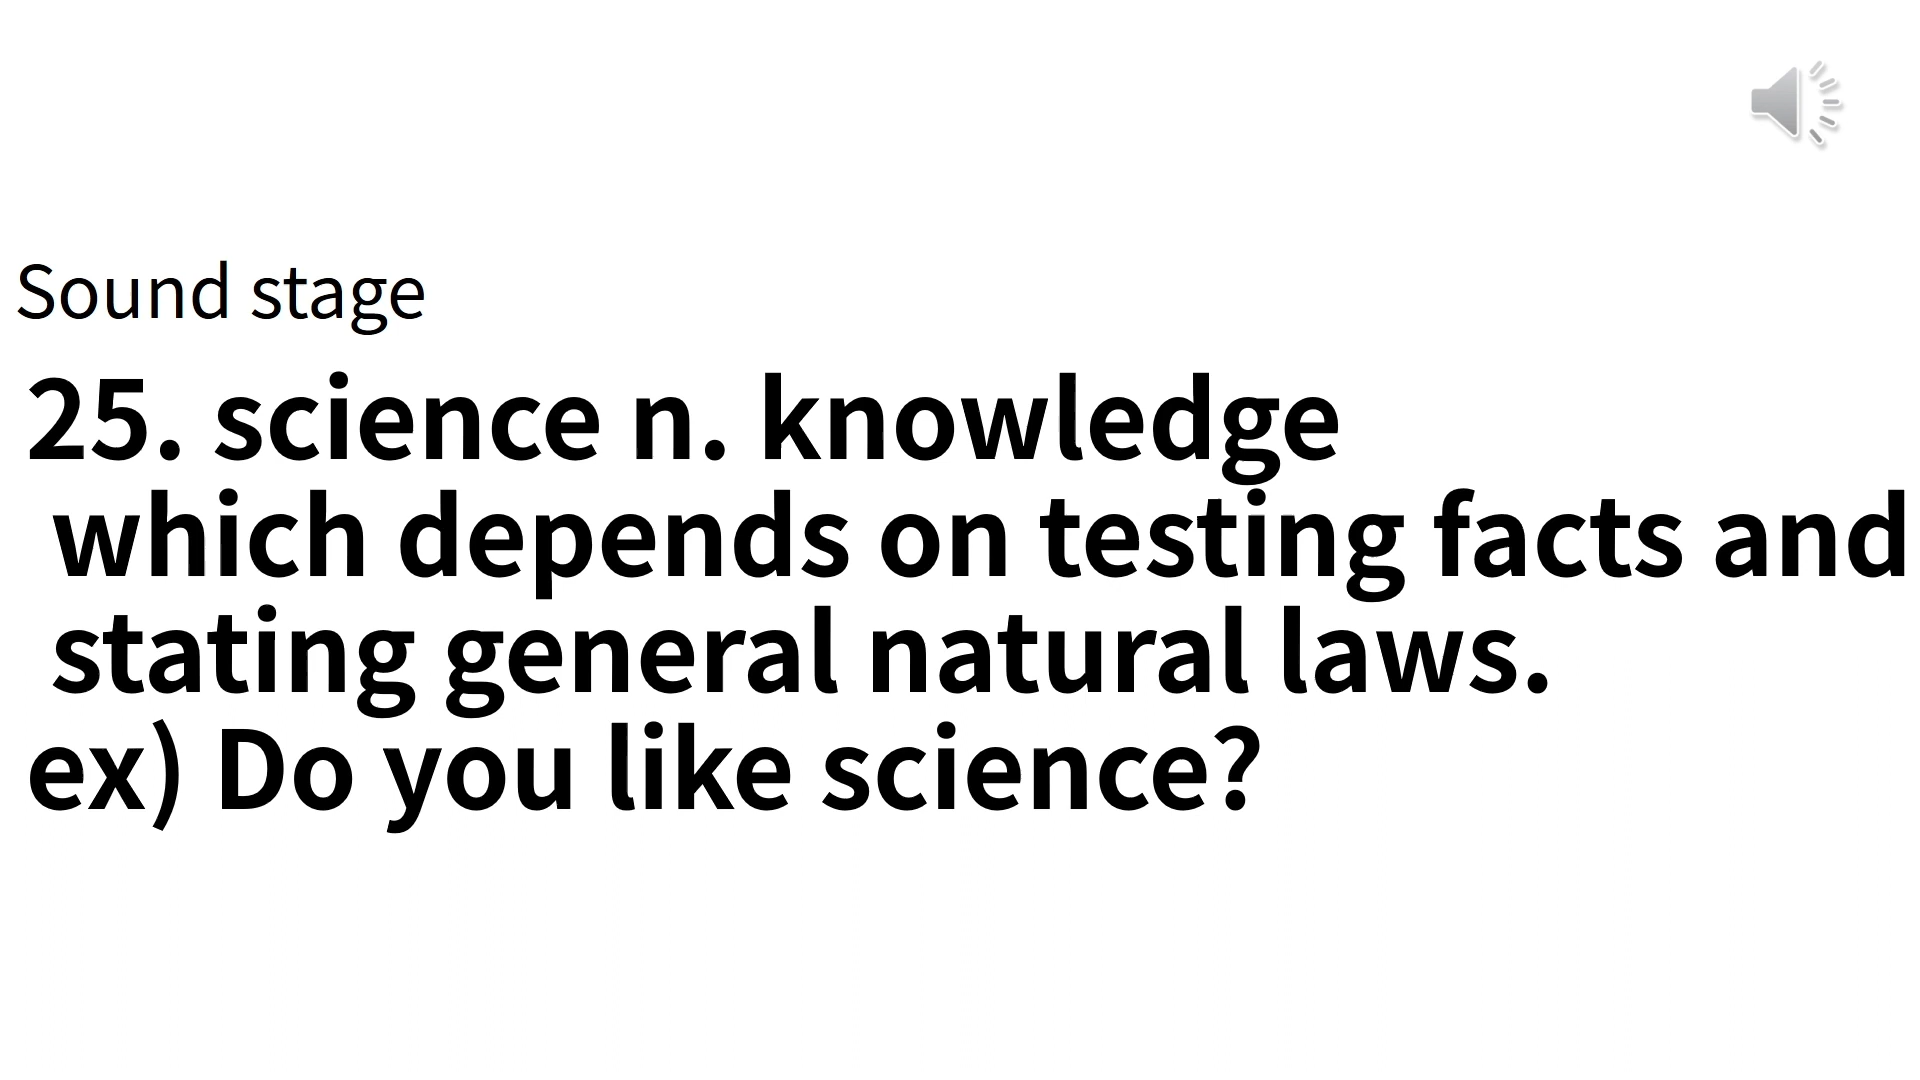 Sound stage
25. science n. knowledge
which depends on testing facts and
stating general natural laws.
ex) Do you like science?